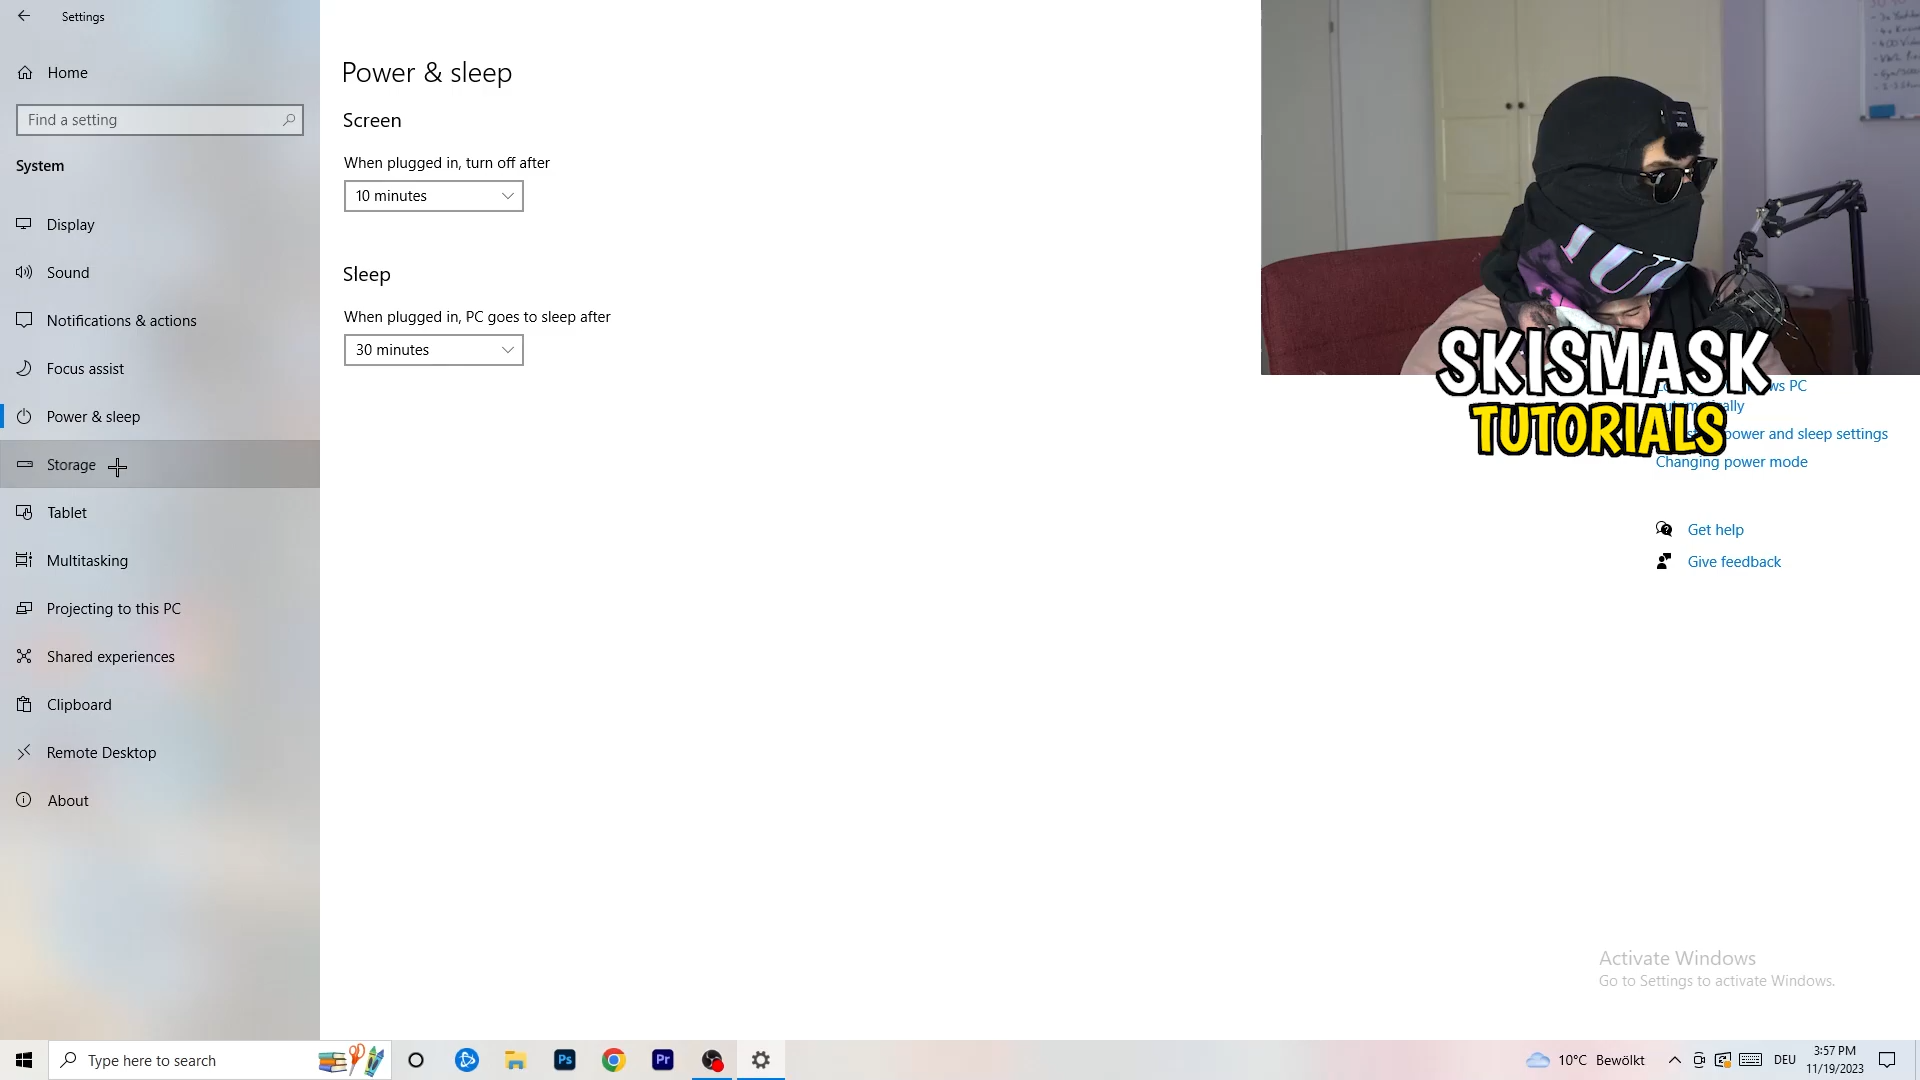 Settings
Home
Find a setting
System
Display
Sound
Notifications & actions
Focus assist
Power & sleep
Storage
Tablet
Multitasking
Projecting to this PC
Shared experiences
Clipboard
Remote Desktop
About
Power & sleep
Screen
When plugged in, turn off after
10 minutes
Sleep
When plugged in, PC goes to sleep after
30 minutes
SKISMASK
TUTORIALS
PC
power and sleep settings
Changing power mode
Get help
Give feedback
Activate Windows
Go to Settings to activate Windows.
Type here to search
Ps
Pr
10°C Bewölkt
DEU
3:57 PM
11/19/2023